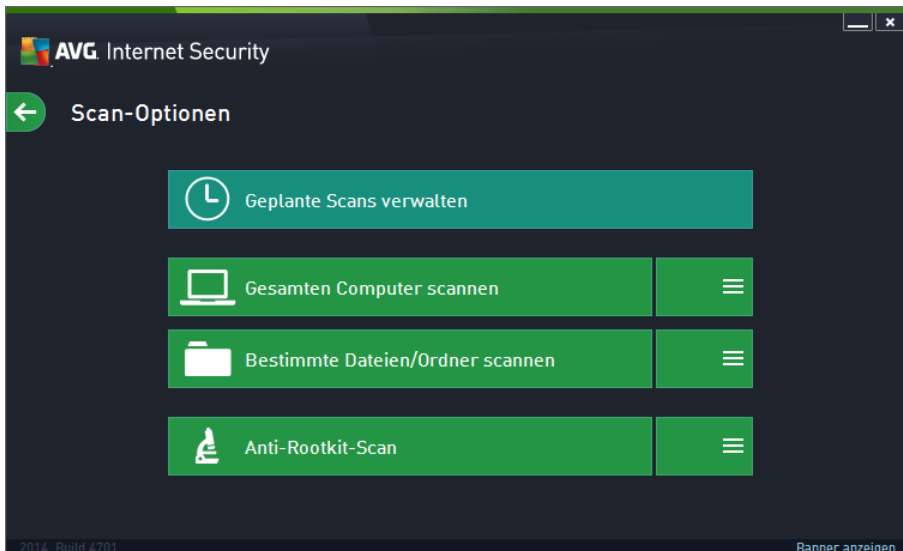 AVG. Internet Security
Scan-Optionen
Geplante Scans verwalten
Gesamten Computer scannen
Bestimmte Dateien/Ordner scannen
Anti-Rootkit-Scan
2014. Build 4701
Banner anzeigen